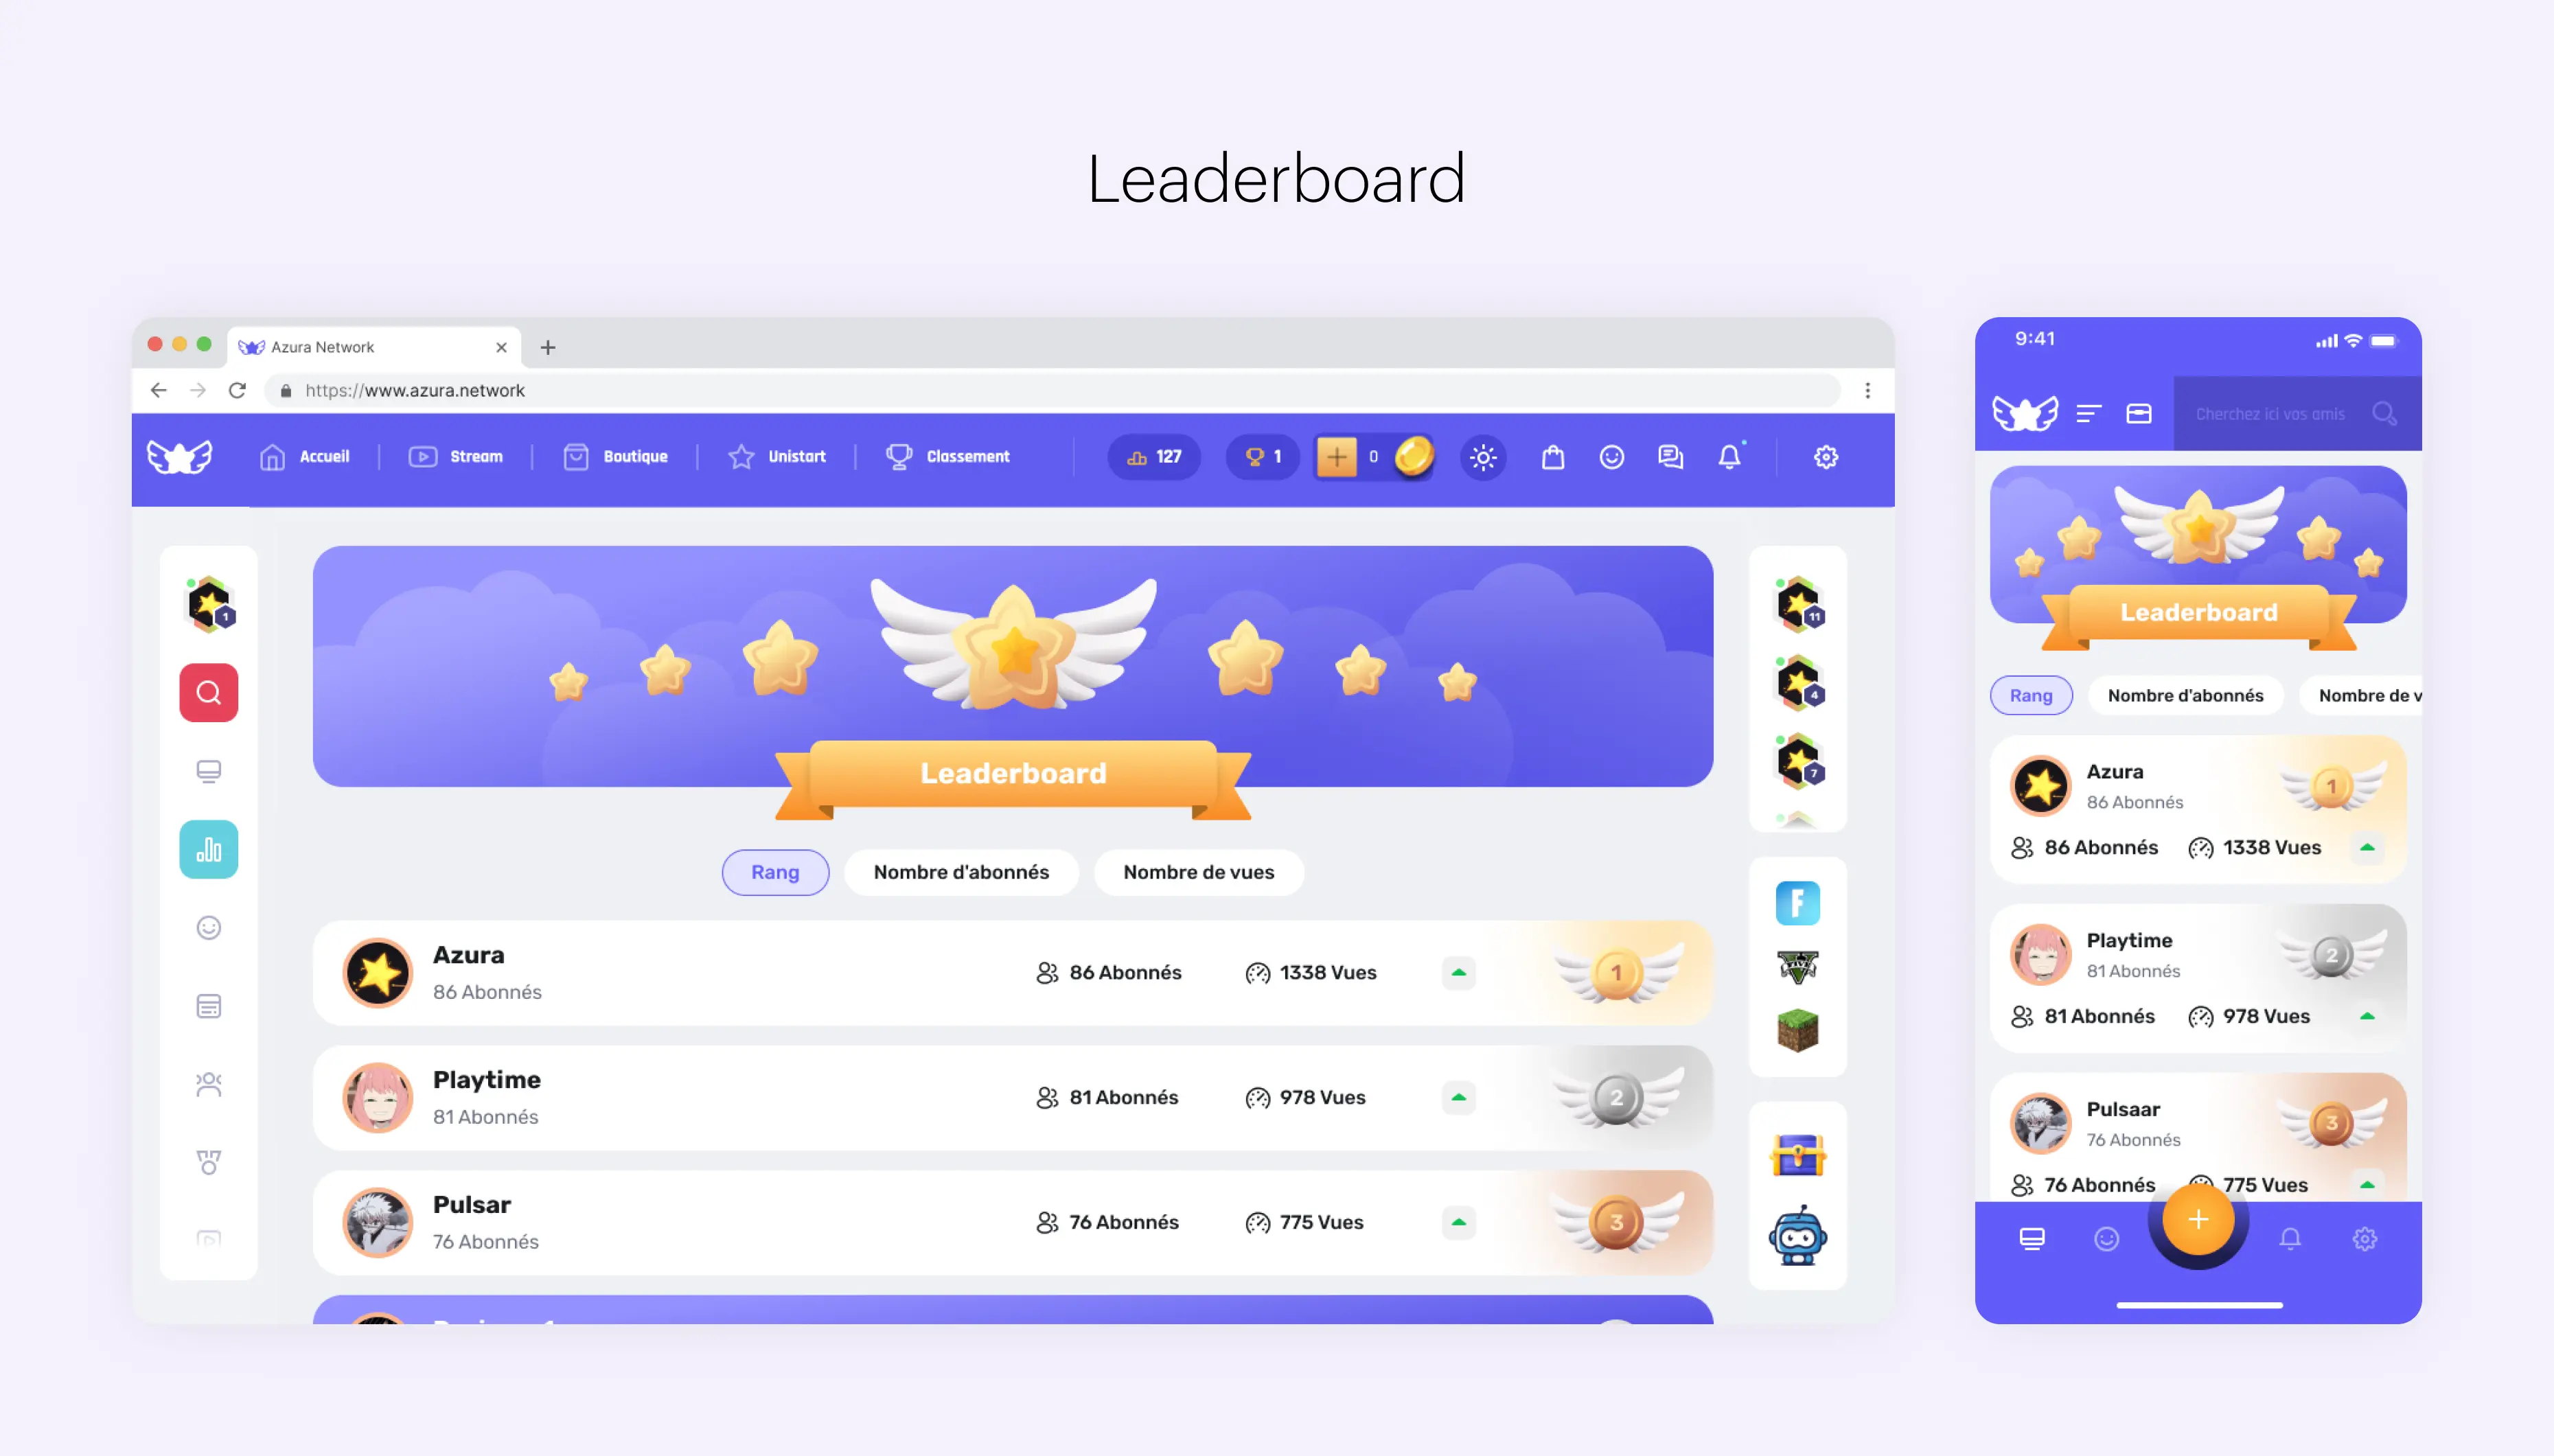 Leaderboard
Azura Network
https://www.azura.network
Accueil
Stream
Boutique
Unistart
Classement
127
1
0
1
Leaderboard
Rang
Nombre d'abonnés
Nombre de vues
Azura
86 Abonnés
86 Abonnés
1338 Vues
1
Playtime
81 Abonnés
81 Abonnés
978 Vues
2
Pulsar
76 Abonnés
76 Abonnés
775 Vues
3
11
4
7
F
V
9:41
Cherchez ici vos amis
Leaderboard
Rang
Nombre d'abonnés
Nombre de v
Azura
86 Abonnés
1
86 Abonnés
1338 Vues
Playtime
81 Abonnés
2
81 Abonnés
978 Vues
Pulsaar
76 Abonnés
3
76 Abonnés
775 Vues